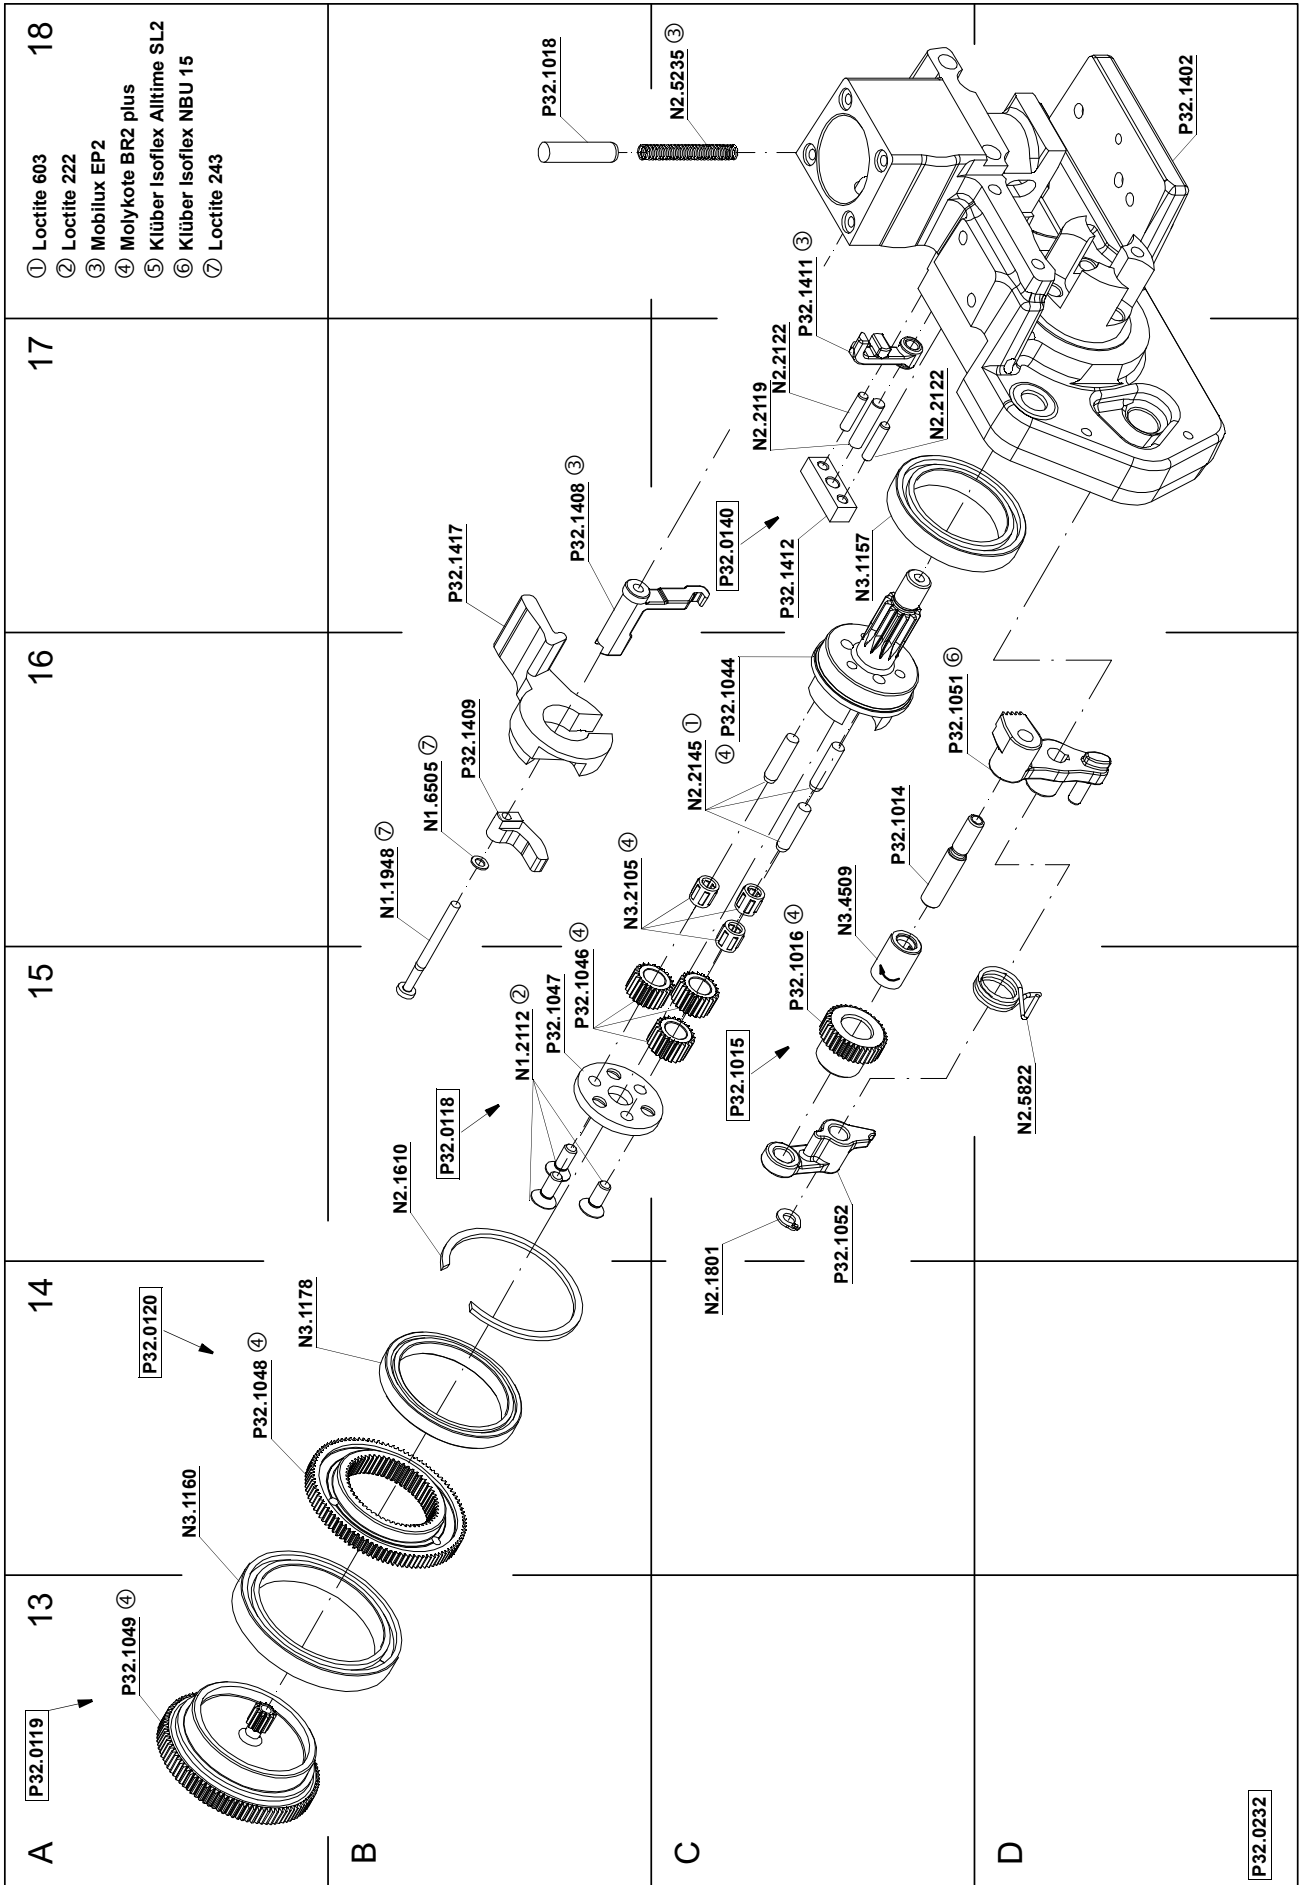 13
14
15
16
17
18
A
B
C
D
① Loctite 603
② Loctite 222
③ Mobilux EP2
④ Molykote BR2 plus
⑤ Klüber Isoflex Alltime SL2
⑥ Klüber Isoflex NBU 15
⑦ Loctite 243
P32.0119
P32.1049 ④
N3.1160
P32.0120
P32.1048 ④
N3.1178
N2.1610
P32.0118
N1.2112 ②
P32.1047
P32.1046 ④
N3.2105 ④
N2.2145 ①
④
P32.1044
N1.1948 ⑦
N1.6505 ⑦
P32.1409
P32.1417
P32.1408 ③
P32.0140
P32.1412
N3.1157
N2.2119
N2.2122
N2.2122
P32.1411 ③
P32.1018
N2.5235 ③
P32.1402
N2.1801
P32.1052
P32.1015
P32.1016 ④
N3.4509
P32.1014
P32.1051 ⑥
N2.5822
P32.0232